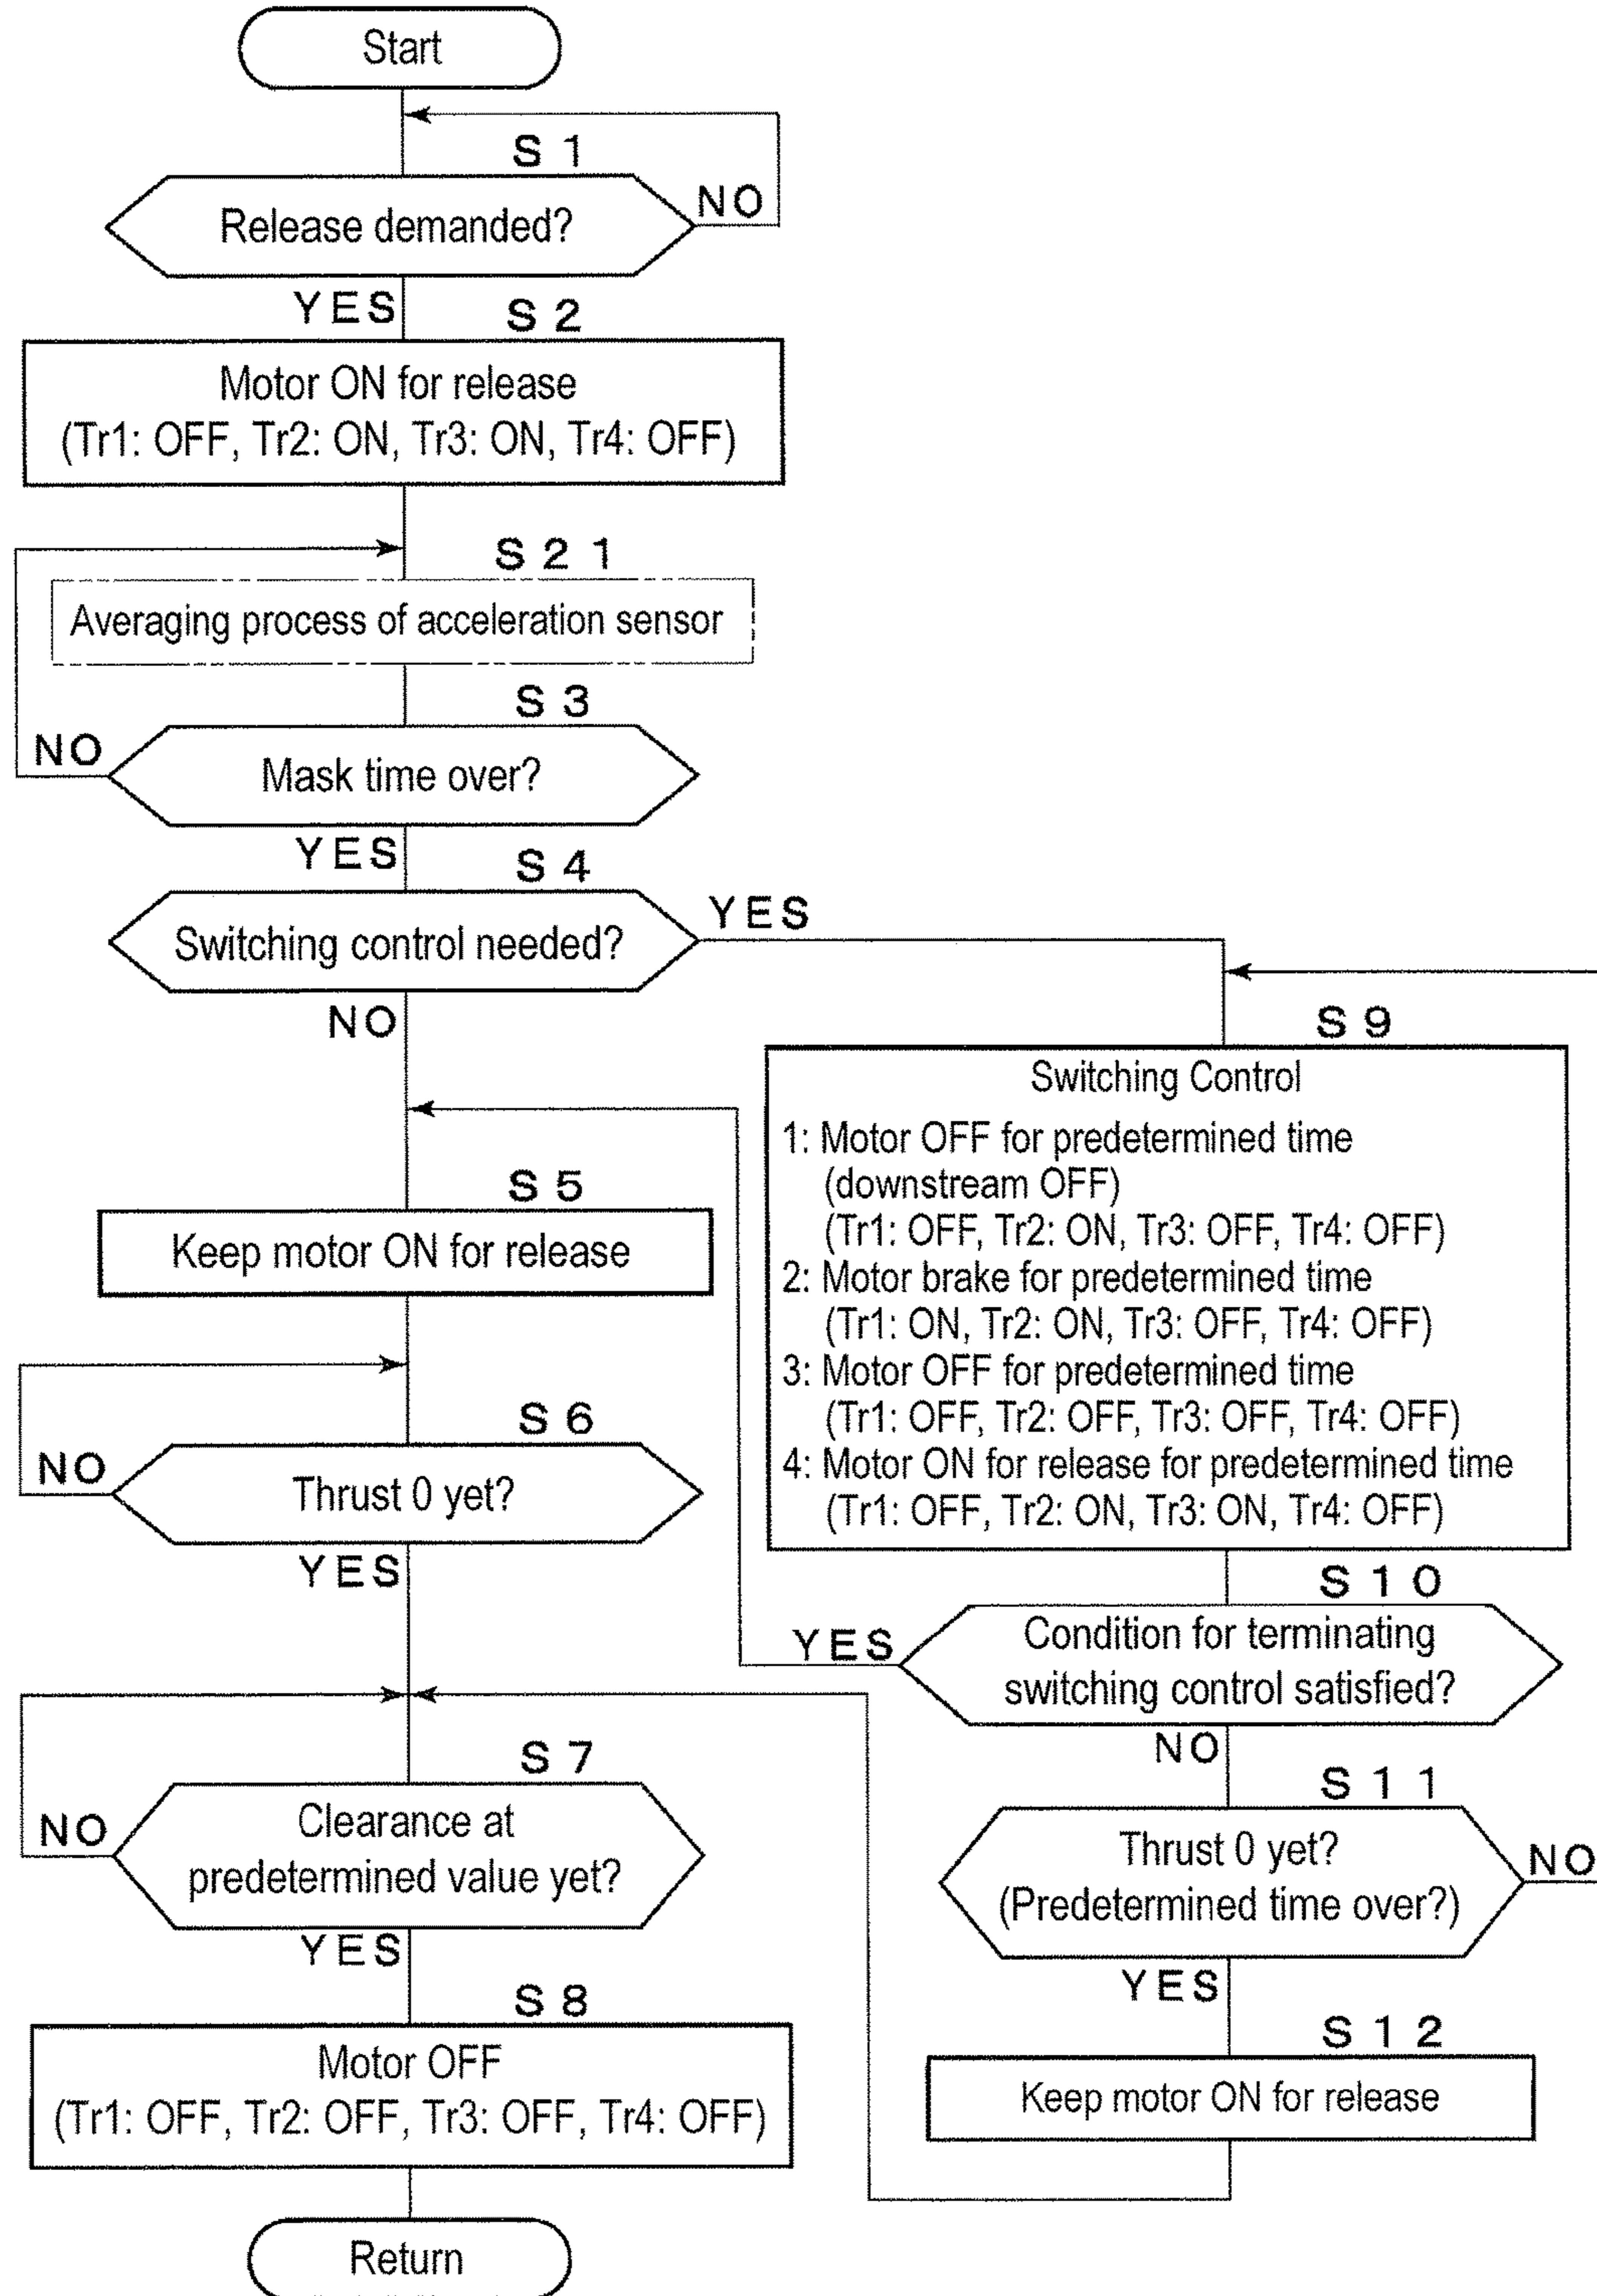 Start
S 1
Release demanded?
NO
YES
S 2
Motor ON for release
(Tr1: OFF, Tr2: ON, Tr3: ON, Tr4: OFF)
S 2 1
Averaging process of acceleration sensor
S 3
Mask time over?
NO
YES
S 4
Switching control needed?
YES
NO
S 5
Keep motor ON for release
S 6
Thrust 0 yet?
NO
YES
S 7
Clearance at
predetermined value yet?
NO
YES
S 8
Motor OFF
(Tr1: OFF, Tr2: OFF, Tr3: OFF, Tr4: OFF)
Return
S 9
Switching Control
1: Motor OFF for predetermined time
(downstream OFF)
(Tr1: OFF, Tr2: ON, Tr3: OFF, Tr4: OFF)
2: Motor brake for predetermined time
(Tr1: ON, Tr2: ON, Tr3: OFF, Tr4: OFF)
3: Motor OFF for predetermined time
(Tr1: OFF, Tr2: OFF, Tr3: OFF, Tr4: OFF)
4: Motor ON for release for predetermined time
(Tr1: OFF, Tr2: ON, Tr3: ON, Tr4: OFF)
S 1 0
Condition for terminating
switching control satisfied?
YES
NO
S 1 1
Thrust 0 yet?
(Predetermined time over?)
NO
YES
S 1 2
Keep motor ON for release